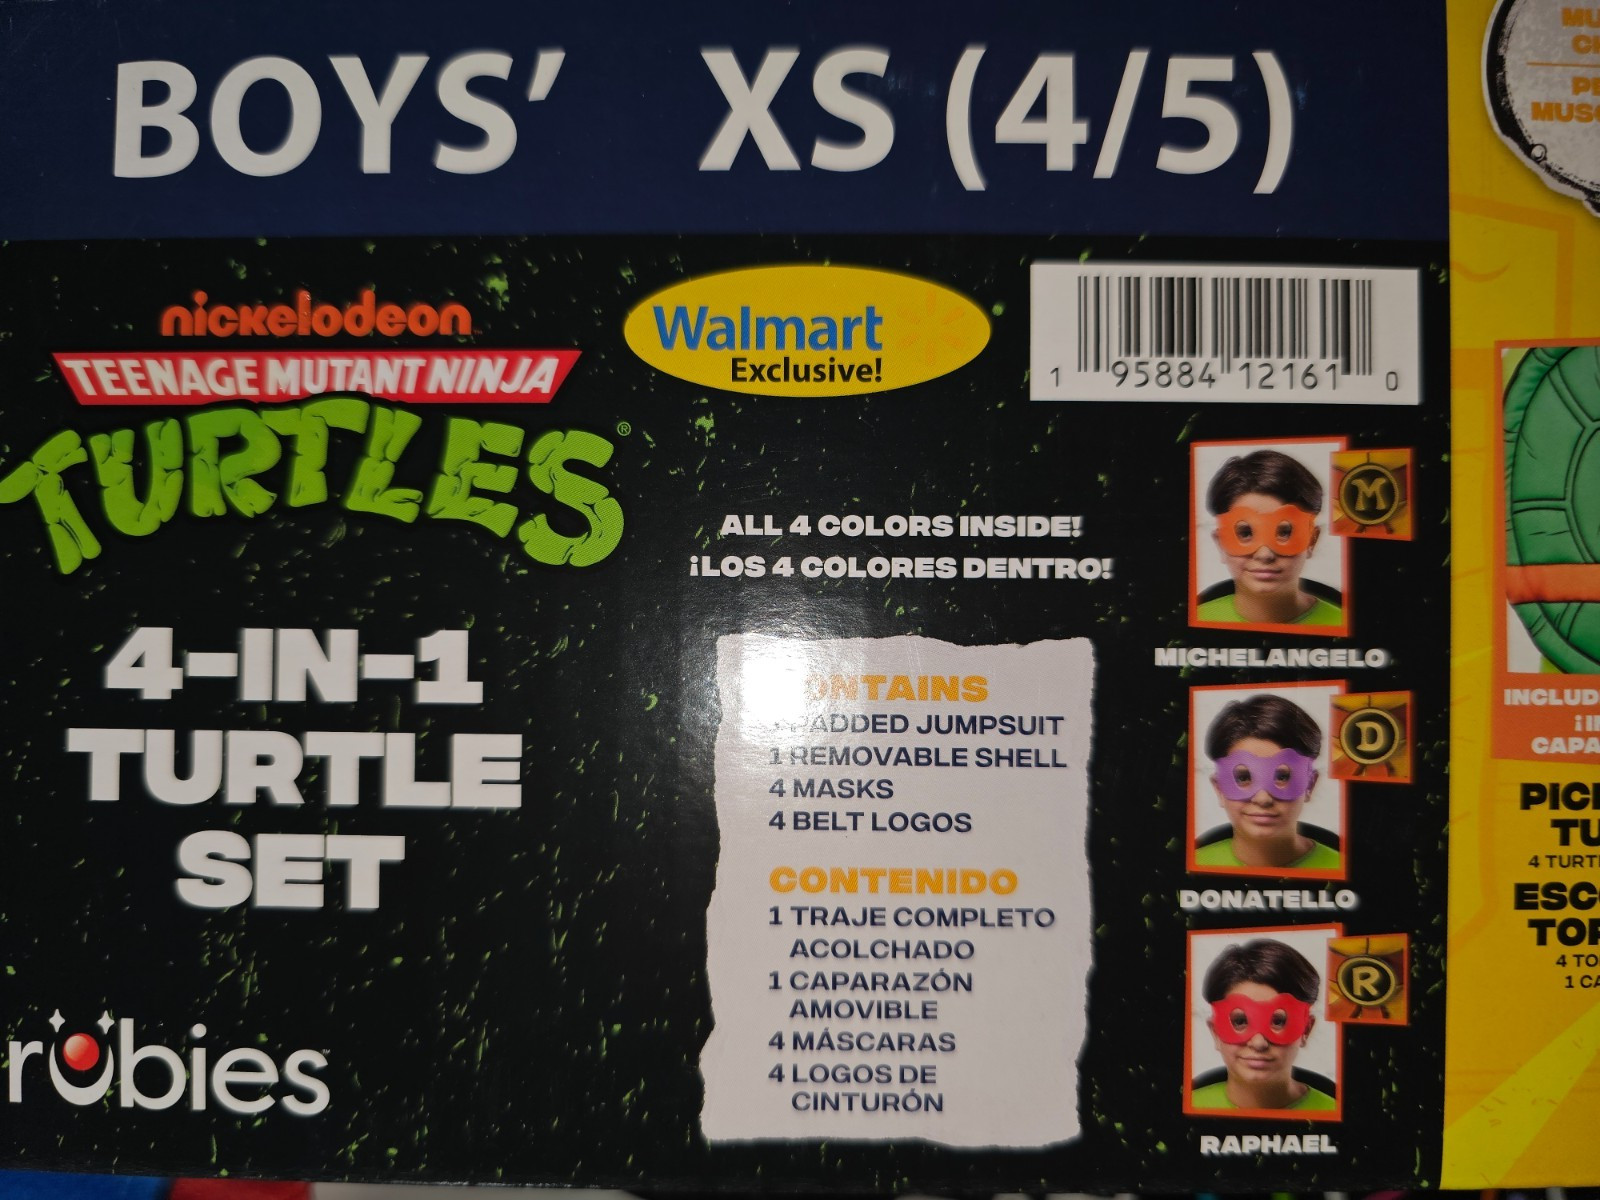 BOYS' XS (4/5)
nickelodeon
TEENAGE MUTANT NINJA
TURTLES®
4-IN-1
TURTLE
SET
rubies
Walmart
Exclusive!
1 95884 12161 0
ALL 4 COLORS INSIDE!
¡LOS 4 COLORES DENTRO!
CONTAINS
PADDED JUMPSUIT
1 REMOVABLE SHELL
4 MASKS
4 BELT LOGOS
CONTENIDO
1 TRAJE COMPLETO
ACOLCHADO
1 CAPARAZÓN
AMOVIBLE
4 MÁSCARAS
4 LOGOS DE
CINTURÓN
M
MICHELANGELO
D
DONATELLO
R
RAPHAEL